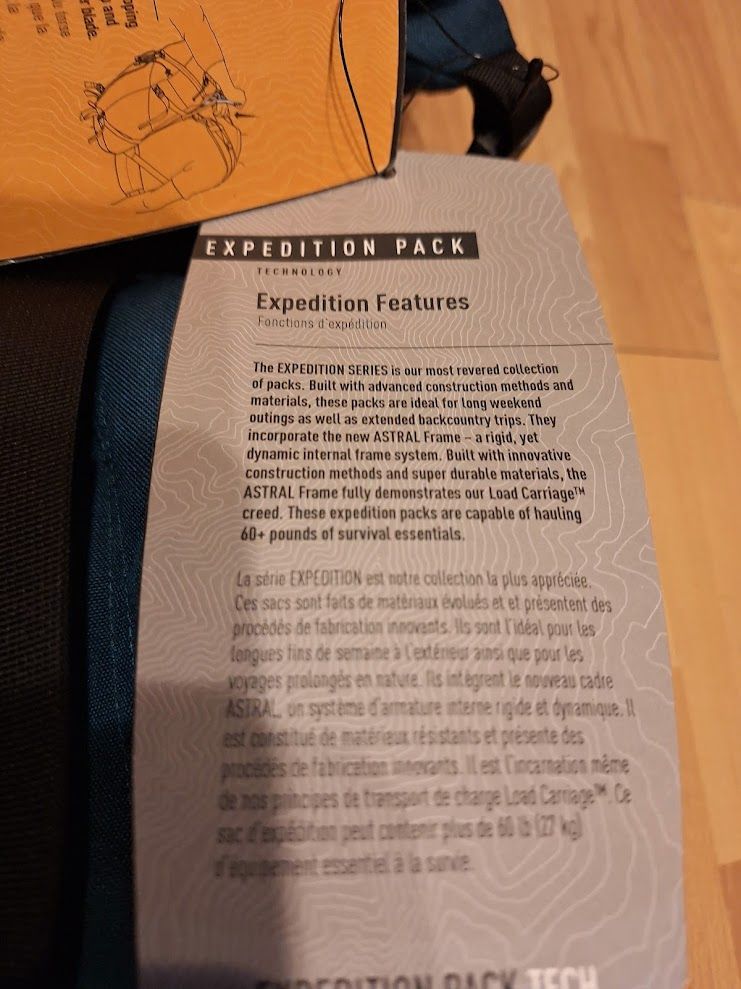 oping
and
r blade.
que la
EXPEDITION PACK
TECHNOLOGY
Expedition Features
Fonctions d'expédition
The EXPEDITION SERIES is our most revered collection
of packs. Built with advanced construction methods and
materials, these packs are ideal for long weekend
outings as well as extended backcountry trips. They
incorporate the new ASTRAL Frame – a rigid, yet
dynamic internal frame system. Built with innovative
construction methods and super durable materials, the
ASTRAL Frame fully demonstrates our Load Carriage™
creed. These expedition packs are capable of hauling
60+ pounds of survival essentials.
La série EXPEDITION est notre collection la plus appréciée.
Ces sacs sont faits de matériaux évolués et et présentent des
procédés de fabrication innovants. Ils sont l'idéal pour les
longues fins de semaine à l'extérieur ainsi que pour les
voyages prolongés en nature. Ils intègrent le nouveau cadre
ASTRAL, un système d'armature interne rigide et dynamique. Il
est constitué de matériaux résistants et présente des
procédés de fabrication innovants. Il est l'incarnation même
de nos principes de transport de charge Load Carriage™. Ce
sac d'expédition peut contenir plus de 60 lb (27 kg)
d'équipement essentiel à la survie.
EXPEDITION PACK TECH